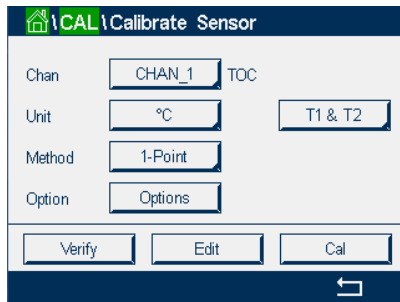 \CAL\Calibrate Sensor
Chan CHAN_1 TOC
Unit °C T1 & T2
Method 1-Point
Option Options
Verify Edit Cal